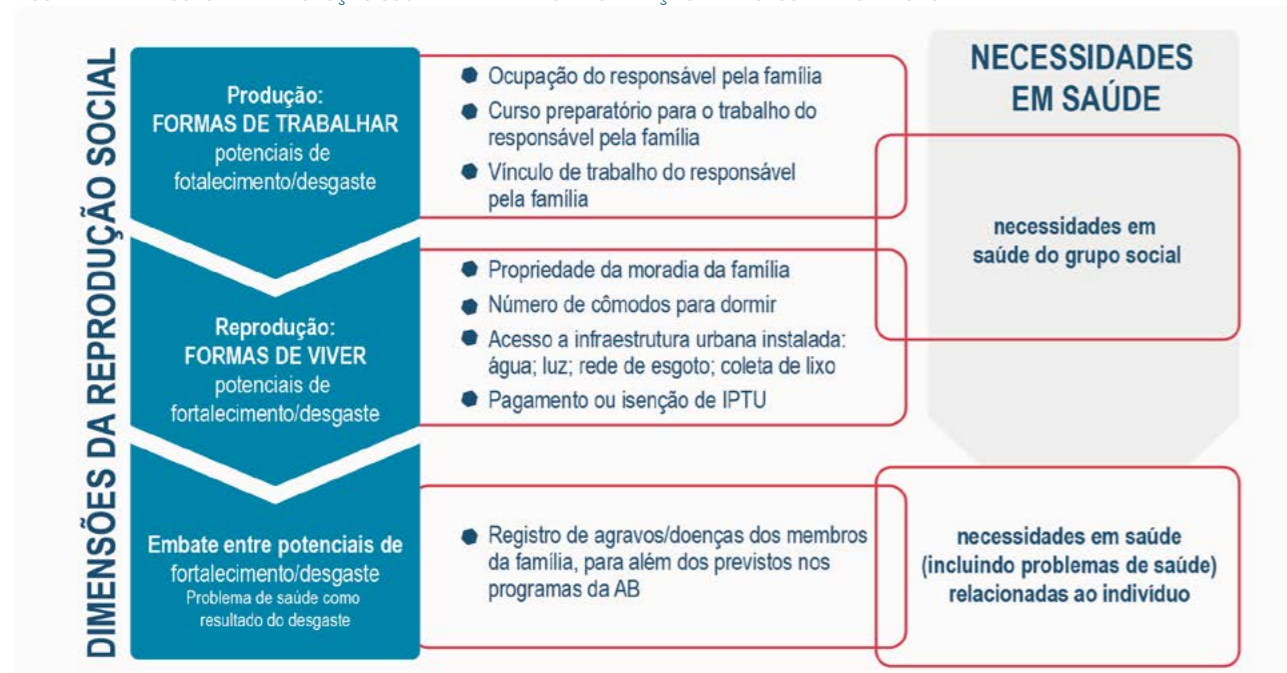 DIMENSÕES DA REPRODUÇÃO SOCIAL
Produção:
FORMAS DE TRABALHAR
potenciais de
fotalecimento/desgaste
Ocupação do responsável pela família
Curso preparatório para o trabalho do
responsável pela família
Vínculo de trabalho do responsável
pela família
Reprodução:
FORMAS DE VIVER
potenciais de
fortalecimento/desgaste
Propriedade da moradia da família
Número de cômodos para dormir
Acesso a infraestrutura urbana instalada:
água; luz; rede de esgoto; coleta de lixo
Pagamento ou isenção de IPTU
Embate entre potenciais de
fortalecimento/desgaste
Problema de saúde como
resultado do desgaste
Registro de agravos/doenças dos membros
da família, para além dos previstos nos
programas da AB
NECESSIDADES
EM SAÚDE
necessidades em
saúde do grupo social
necessidades em saúde
(incluindo problemas de saúde)
relacionadas ao indivíduo